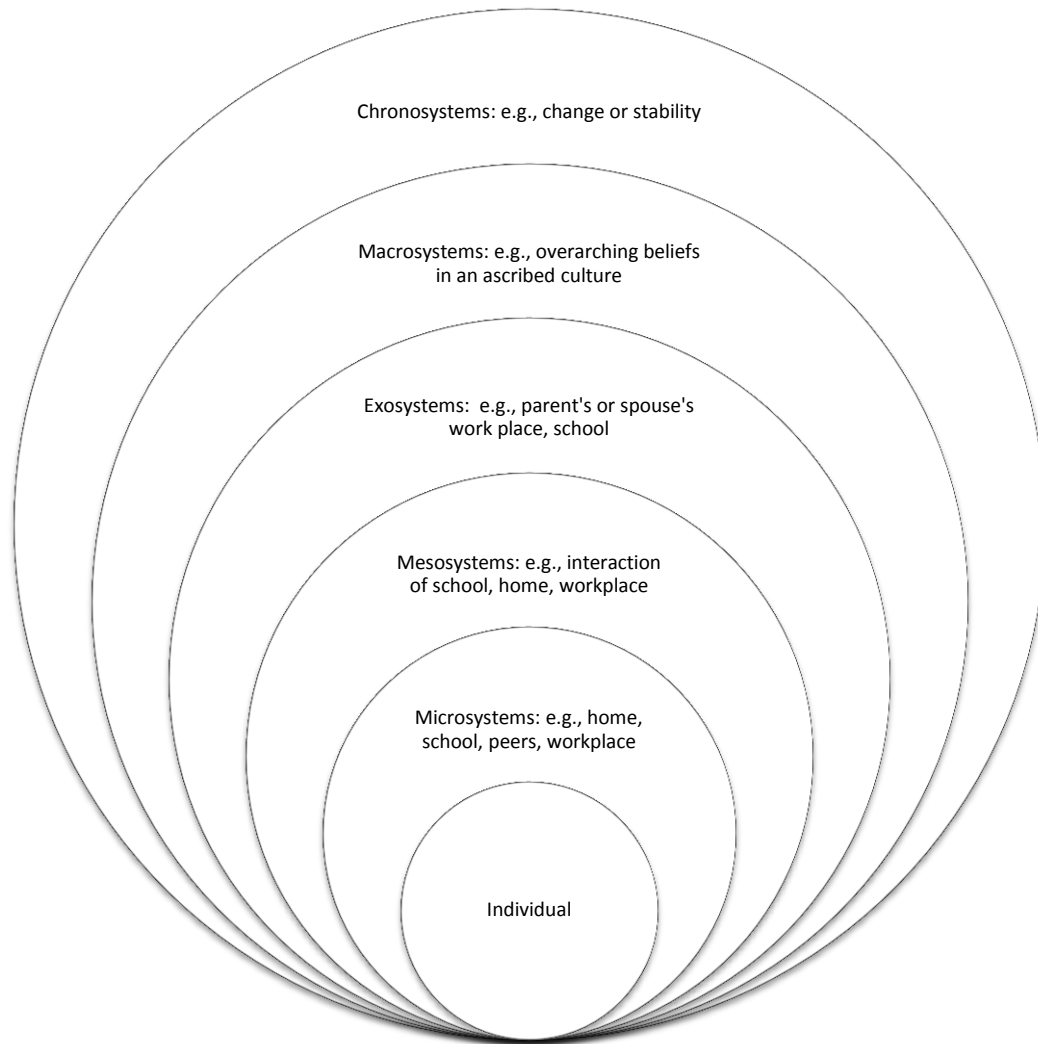 Chronosystems: e.g., change or stability
Macrosystems: e.g., overarching beliefs
in an ascribed culture
Exosystems:  e.g., parent's or spouse's
work place, school
Mesosystems: e.g., interaction
of school, home, workplace
Microsystems: e.g., home,
school, peers, workplace
Individual